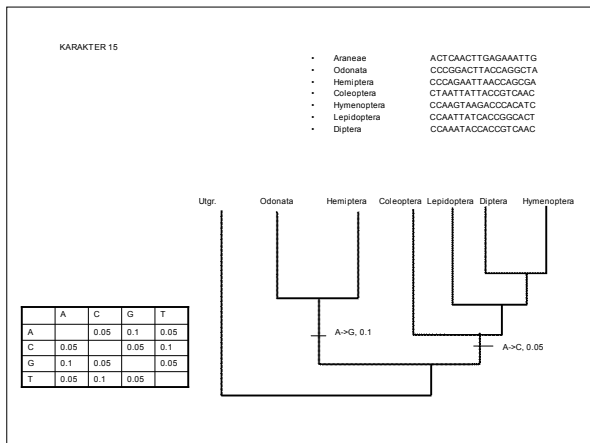 KARAKTER 15
• Araneae ACTCAACTTGAGAAATTG
• Odonata CCCGGACTTACCAGGCTA
• Hemiptera CCCAGAATTAACCAGCGA
• Coleoptera CTAATTATTACCGTCAAC
• Hymenoptera CCAAGTAAGACCCACATC
• Lepidoptera CCAATTATCACCGGCACT
• Diptera CCAAATACCACCGTCAAC
Utgr. Odonata Hemiptera Coleoptera Lepidoptera Diptera Hymenoptera
A->G, 0.1
A->C, 0.05
A C G T
A 0.05 0.1 0.05
C 0.05 0.05 0.1
G 0.1 0.05 0.05
T 0.05 0.1 0.05